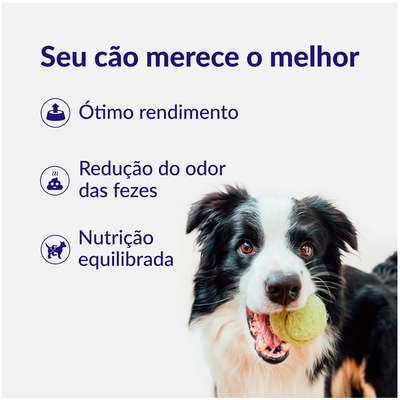 Seu cão merece o melhor
Ótimo rendimento
Redução do odor
das fezes
Nutrição
equilibrada